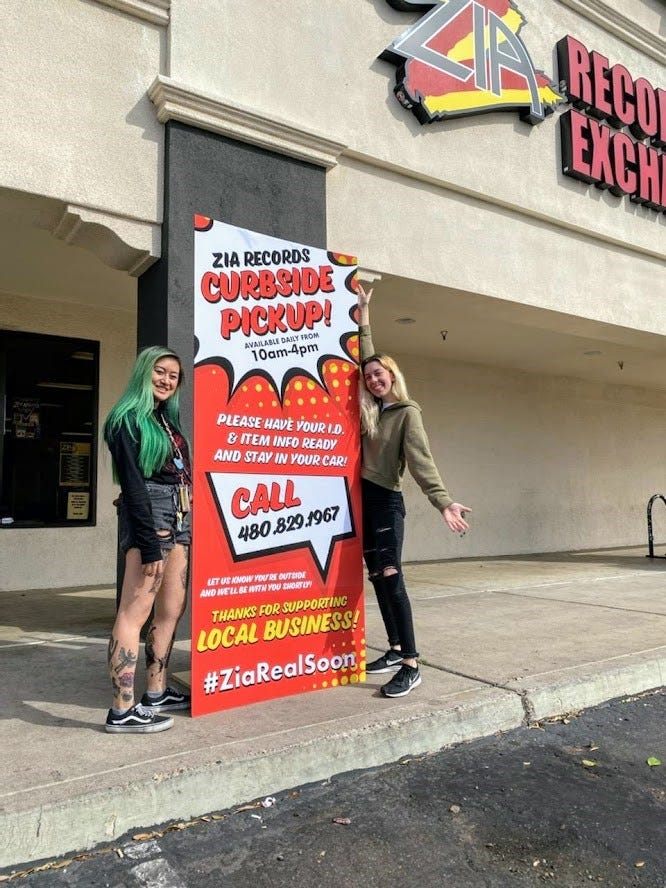 ZIA
RECO
EXCH
ZIA RECORDS
CURBSIDE
PICKUP!
AVAILABLE DAILY FROM
10am-4pm
PLEASE HAVE YOUR I.D.
& ITEM INFO READY
AND STAY IN YOUR CAR!
CALL
480.829.1967
LET US KNOW YOU'RE OUTSIDE
AND WE'LL BE WITH YOU SHORTLY!
THANKS FOR SUPPORTING
LOCAL BUSINESS!
#ZiaRealSoon